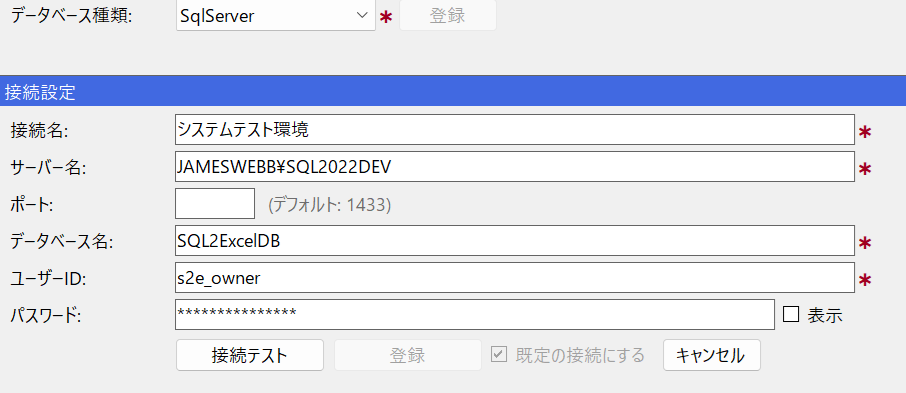 データベース種類: SqlServer * 登録
接続設定
接続名: システムテスト環境 *
サーバー名: JAMESWEBB¥SQL2022DEV *
ポート: (デフォルト: 1433)
データベース名: SQL2ExcelDB *
ユーザーID: s2e_owner *
パスワード: *************** 表示
接続テスト 登録 既定の接続にする キャンセル